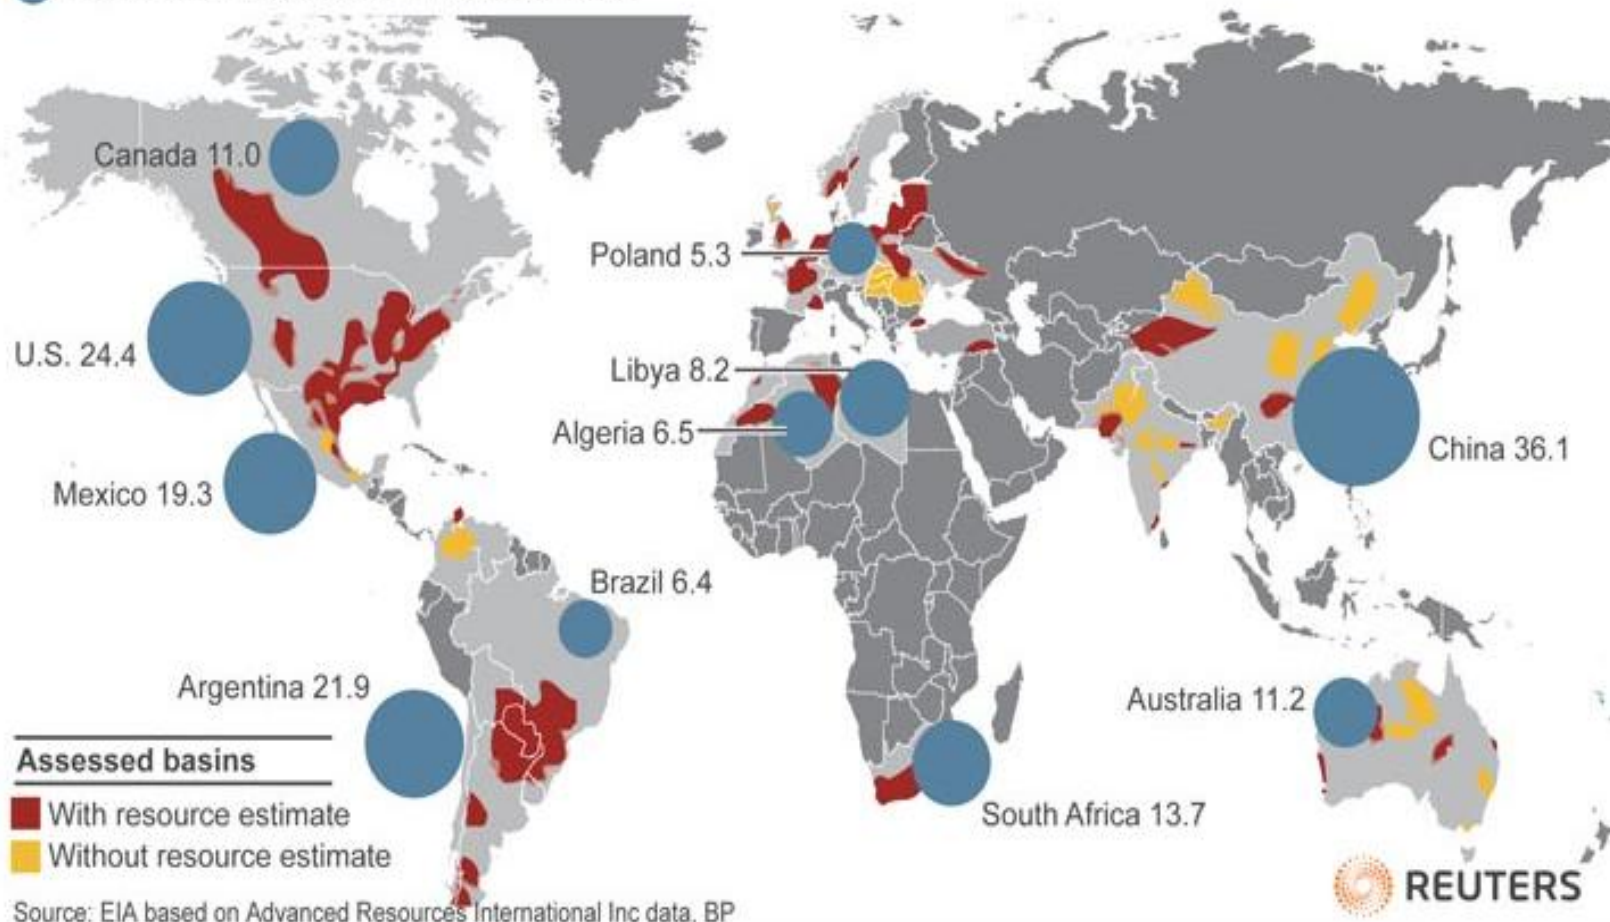 Canada 11.0
Poland 5.3
U.S. 24.4
Libya 8.2
Algeria 6.5
China 36.1
Mexico 19.3
Brazil 6.4
Argentina 21.9
Australia 11.2
South Africa 13.7
Assessed basins
With resource estimate
Without resource estimate
REUTERS
Source: EIA based on Advanced Resources International Inc data, BP